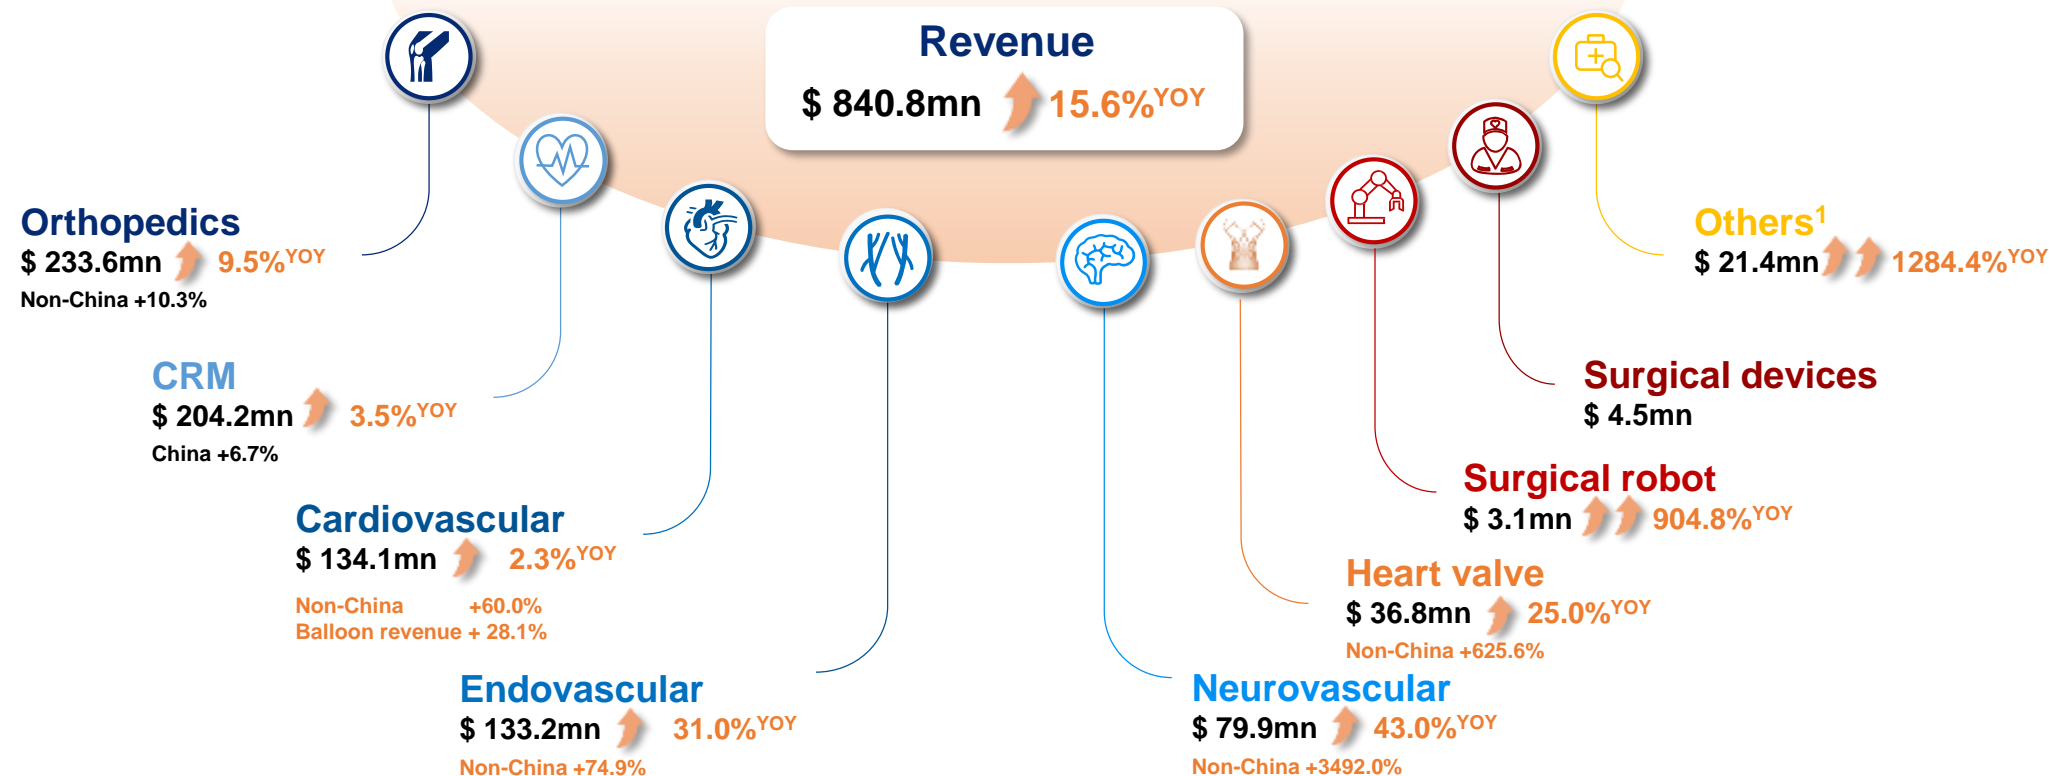 Revenue
$ 840.8mn 15.6%YOY
Orthopedics
$ 233.6mn 9.5%YOY
Non-China +10.3%
CRM
$ 204.2mn 3.5%YOY
China +6.7%
Cardiovascular
$ 134.1mn 2.3%YOY
Non-China +60.0%
Balloon revenue + 28.1%
Endovascular
$ 133.2mn 31.0%YOY
Non-China +74.9%
Neurovascular
$ 79.9mn 43.0%YOY
Non-China +3492.0%
Heart valve
$ 36.8mn 25.0%YOY
Non-China +625.6%
Surgical robot
$ 3.1mn 904.8%YOY
Surgical devices
$ 4.5mn
Others1
$ 21.4mn 1284.4%YOY